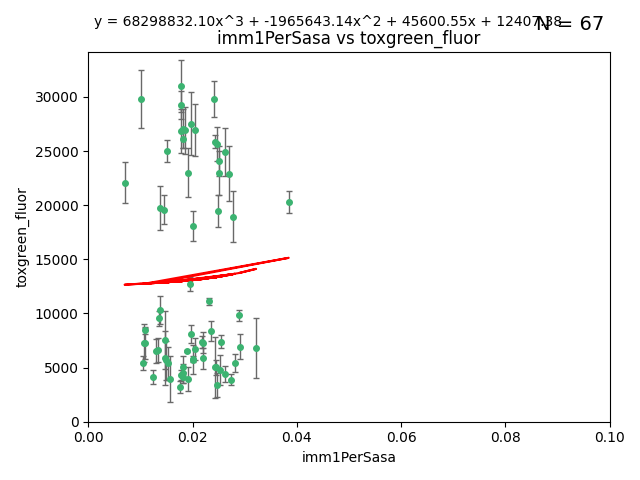 y = 68298832.10x^3 + -1965643.14x^2 + 45600.55x + 12407.38
N = 67
imm1PerSasa vs toxgreen_fluor
toxgreen_fluor
30000
25000
20000
15000
10000
5000
0
0.00 0.02 0.04 0.06 0.08 0.10
imm1PerSasa